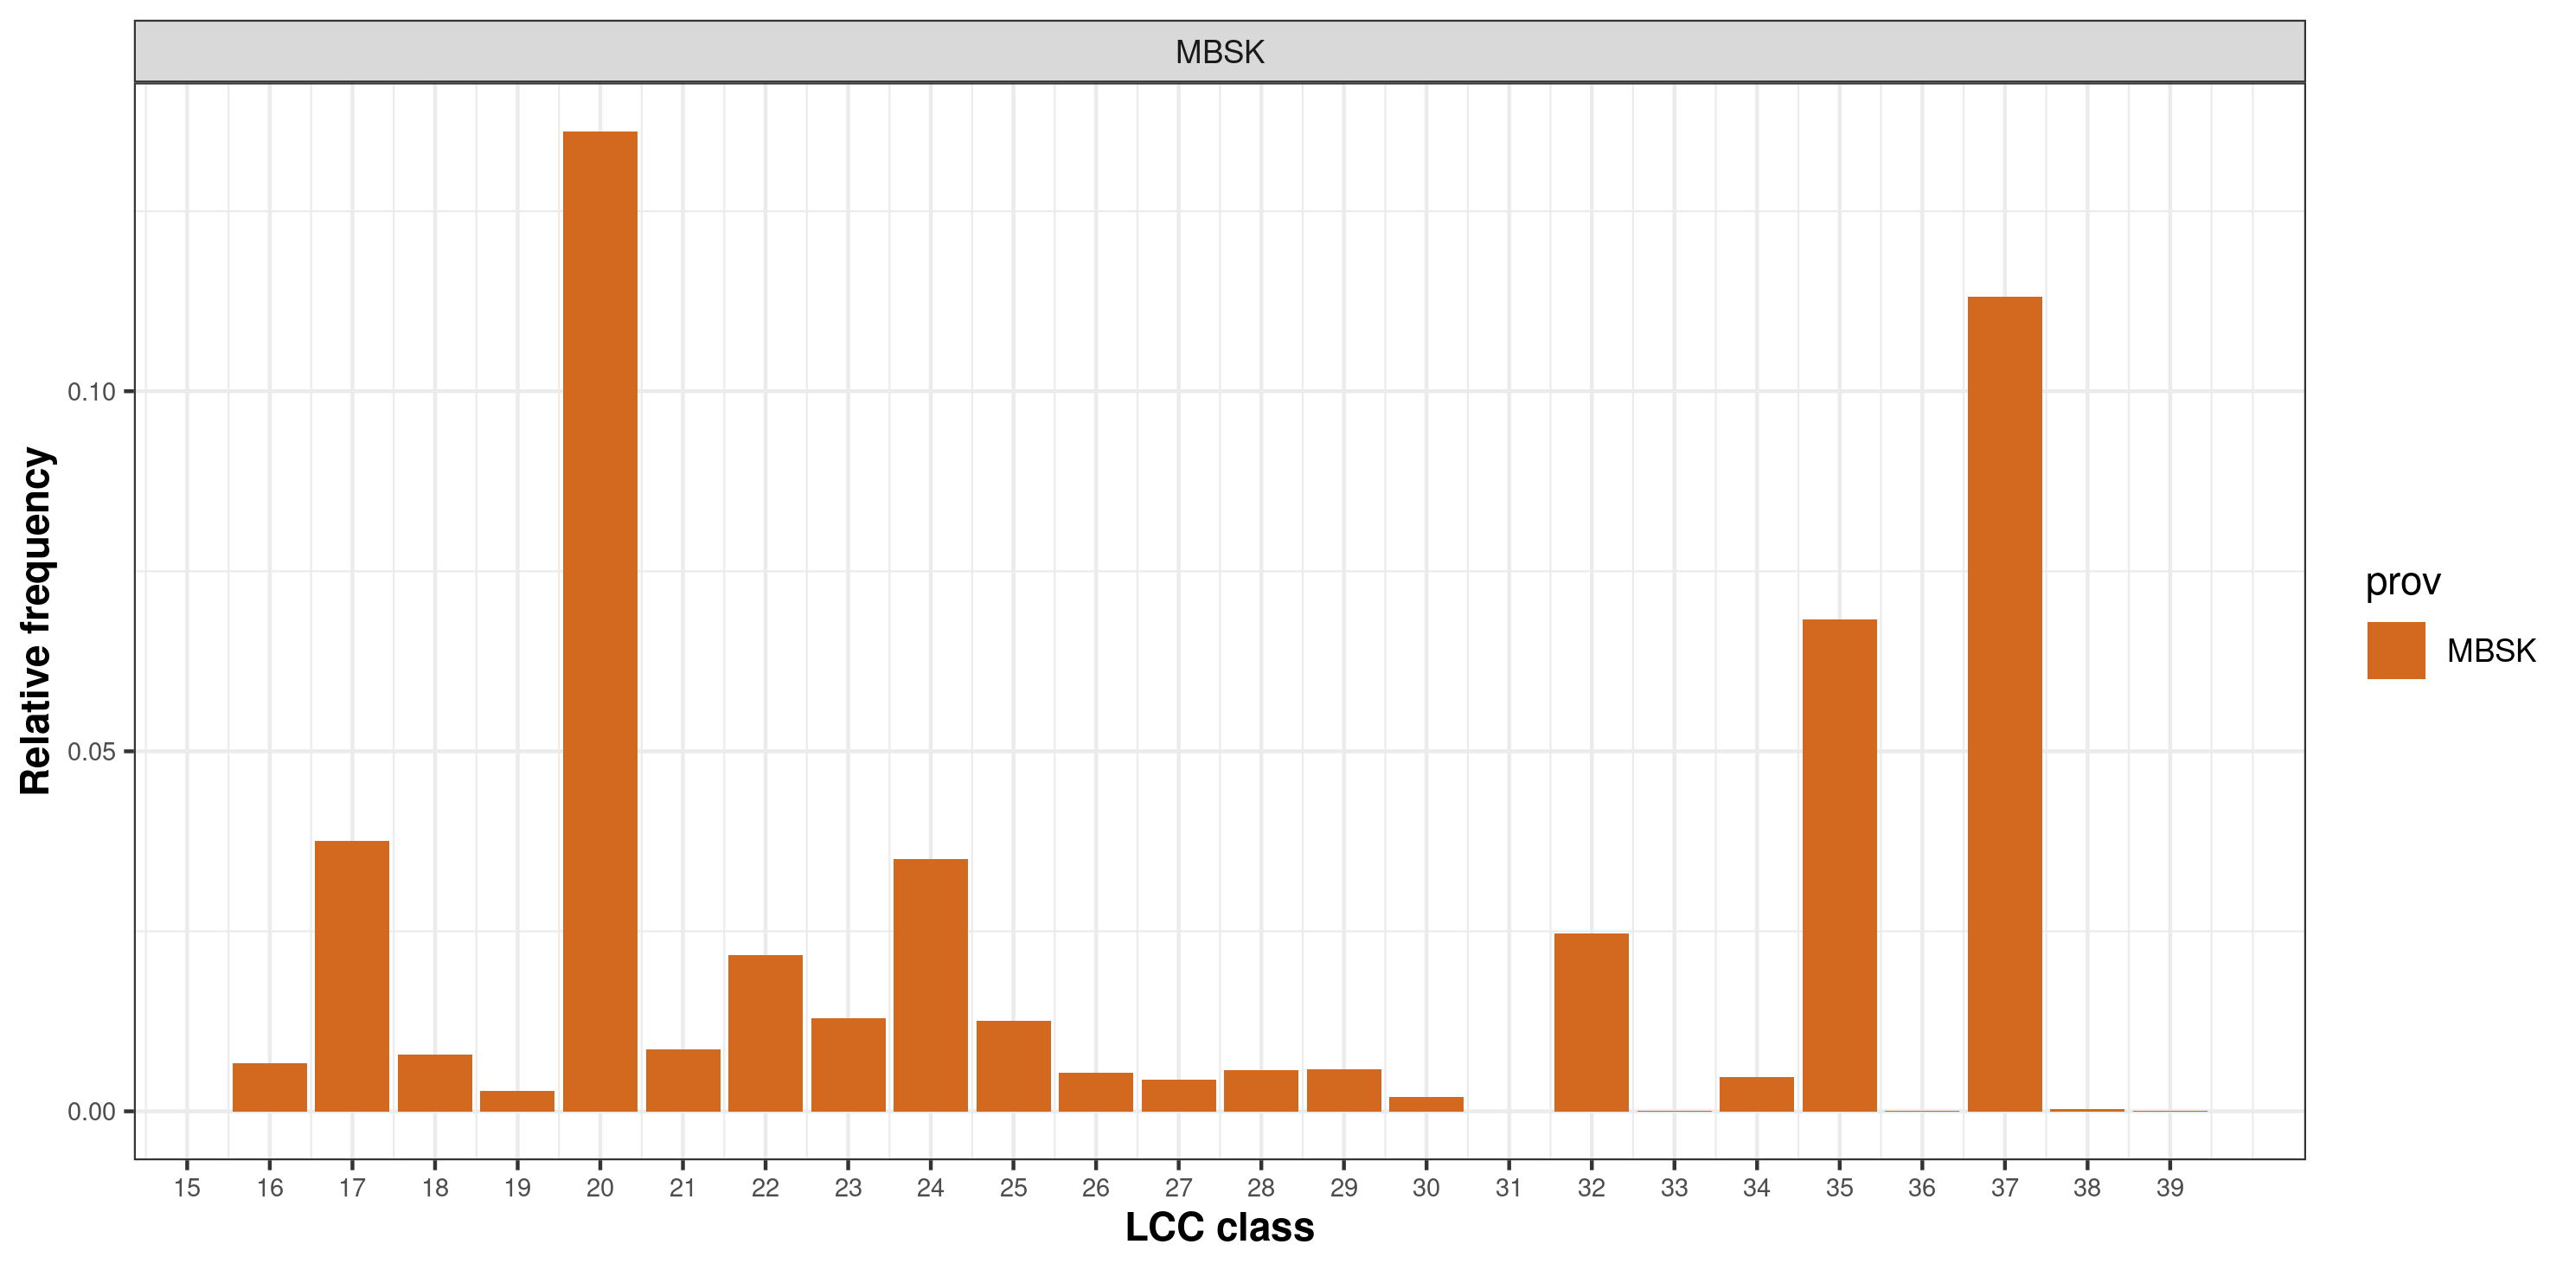 MBSK
Relative frequency
0.10
0.05
0.00
15 16 17 18 19 20 21 22 23 24 25 26 27 28 29 30 31 32 33 34 35 36 37 38 39
LCC class
prov
MBSK